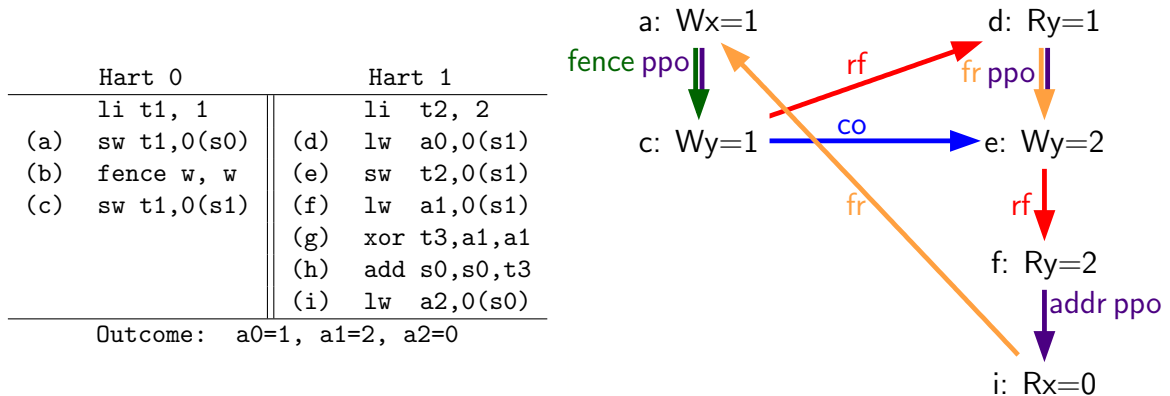 Hart 0 Hart 1
li t1, 1 li t2, 2
(a) sw t1,0(s0) (d) lw a0,0(s1)
(b) fence w, w (e) sw t2,0(s1)
(c) sw t1,0(s1) (f) lw a1,0(s1)
(g) xor t3,a1,a1
(h) add s0,s0,t3
(i) lw a2,0(s0)
Outcome: a0=1, a1=2, a2=0
a: Wx=1 d: Ry=1
fence ppo rf fr ppo
c: Wy=1 co e: Wy=2
fr rf
f: Ry=2
addr ppo
i: Rx=0